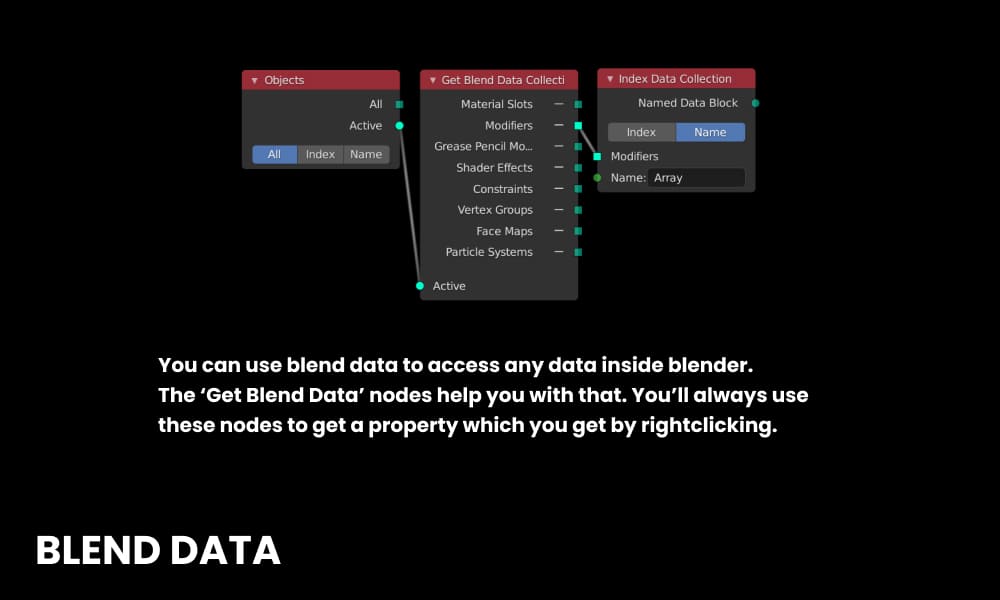 Objects
All
Active
All Index Name
Get Blend Data Collecti
Material Slots
Modifiers
Grease Pencil Mo...
Shader Effects
Constraints
Vertex Groups
Face Maps
Particle Systems
Active
Index Data Collection
Named Data Block
Index Name
Modifiers
Name: Array
You can use blend data to access any data inside blender.
The ‘Get Blend Data’ nodes help you with that. You’ll always use
these nodes to get a property which you get by rightclicking.
BLEND DATA